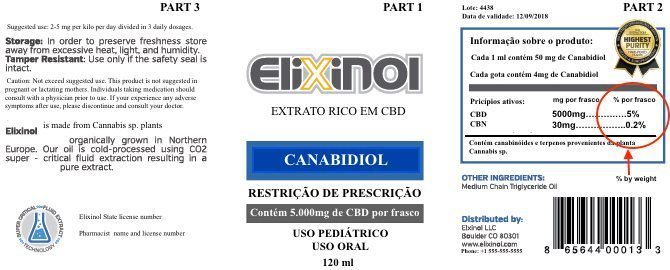 PART 3
Suggested use: 2-5 mg per kilo per day divided in 3 daily dosages.
Storage: In order to preserve freshness store
away from excessive heat, light, and humidity.
Tamper Resistant: Use only if the safety seal is
intact.
Caution: Not exceed suggested use. This product is not suggested in
pregnant or lactating mothers. Individuals taking medication should
consult with a physician prior to use. If your experience any adverse
symptoms after use, please discontinue and consult your doctor.
Elixinol is made from Cannabis sp. plants
organically grown in Northern
Europe. Our oil is cold-processed using CO2
super - critical fluid extraction resulting in a
pure extract.
SUPER CRITICAL FLUID EXTRACT
TECHNOLOGY
Elixinol State license number
Pharmacist name and license number
PART 1
Elixinol
EXTRATO RICO EM CBD
CANABIDIOL
RESTRIÇÃO DE PRESCRIÇÃO
Contém 5.000mg de CBD por frasco
USO PEDIÁTRICO
USO ORAL
120 ml
PART 2
Lote: 4438
Data de validade: 12/09/2018
HIGHEST
PURITY
Informação sobre o produto:
Cada 1 ml contém 50 mg de Canabidiol
Cada gota contém 4mg de Canabidiol
Pricipios ativos: mg por frasco % por frasco
CBD 5000mg..............5%
CBN 30mg..............0.2%
Contém canabinóides e terpenos provenientes da planta
Cannabis sp.
% by weight
OTHER INGREDIENTS:
Medium Chain Triglyceride Oil
Distributed by:
Elixinol LLC
Boulder CO 80301
www.elixinol.com
Phone: +1 555-555-5555
8 65644 00013 3